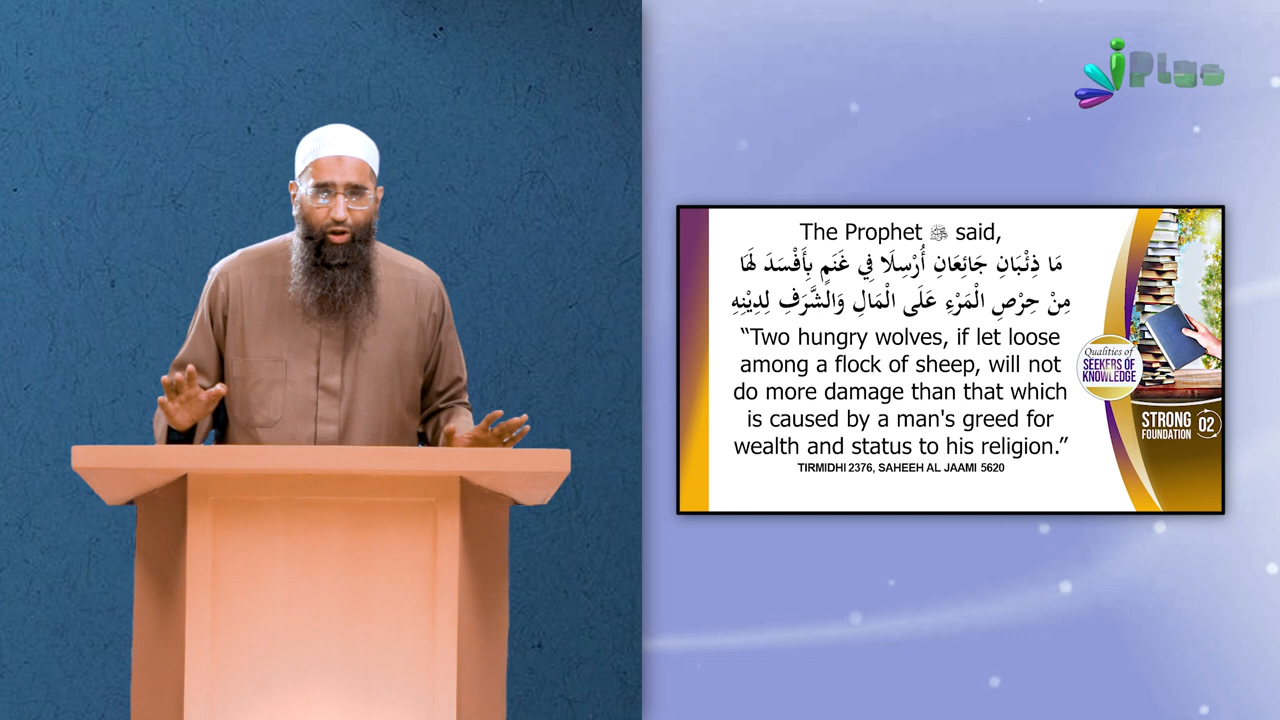 iPlus
The Prophet ﷺ said,
مَا ذِئْبَانِ جَائِعَانِ أُرْسِلَا فِي غَنَمٍ بِأَفْسَدَ لَهَا
مِنْ حِرْصِ الْمَرْءِ عَلَى الْمَالِ وَالشَّرَفِ لِدِيْنِهِ
“Two hungry wolves, if let loose
among a flock of sheep, will not
do more damage than that which
is caused by a man's greed for
wealth and status to his religion.”
TIRMIDHI 2376, SAHEEH AL JAAMI 5620
Qualities of
SEEKERS OF
KNOWLEDGE
STRONG
FOUNDATION 02